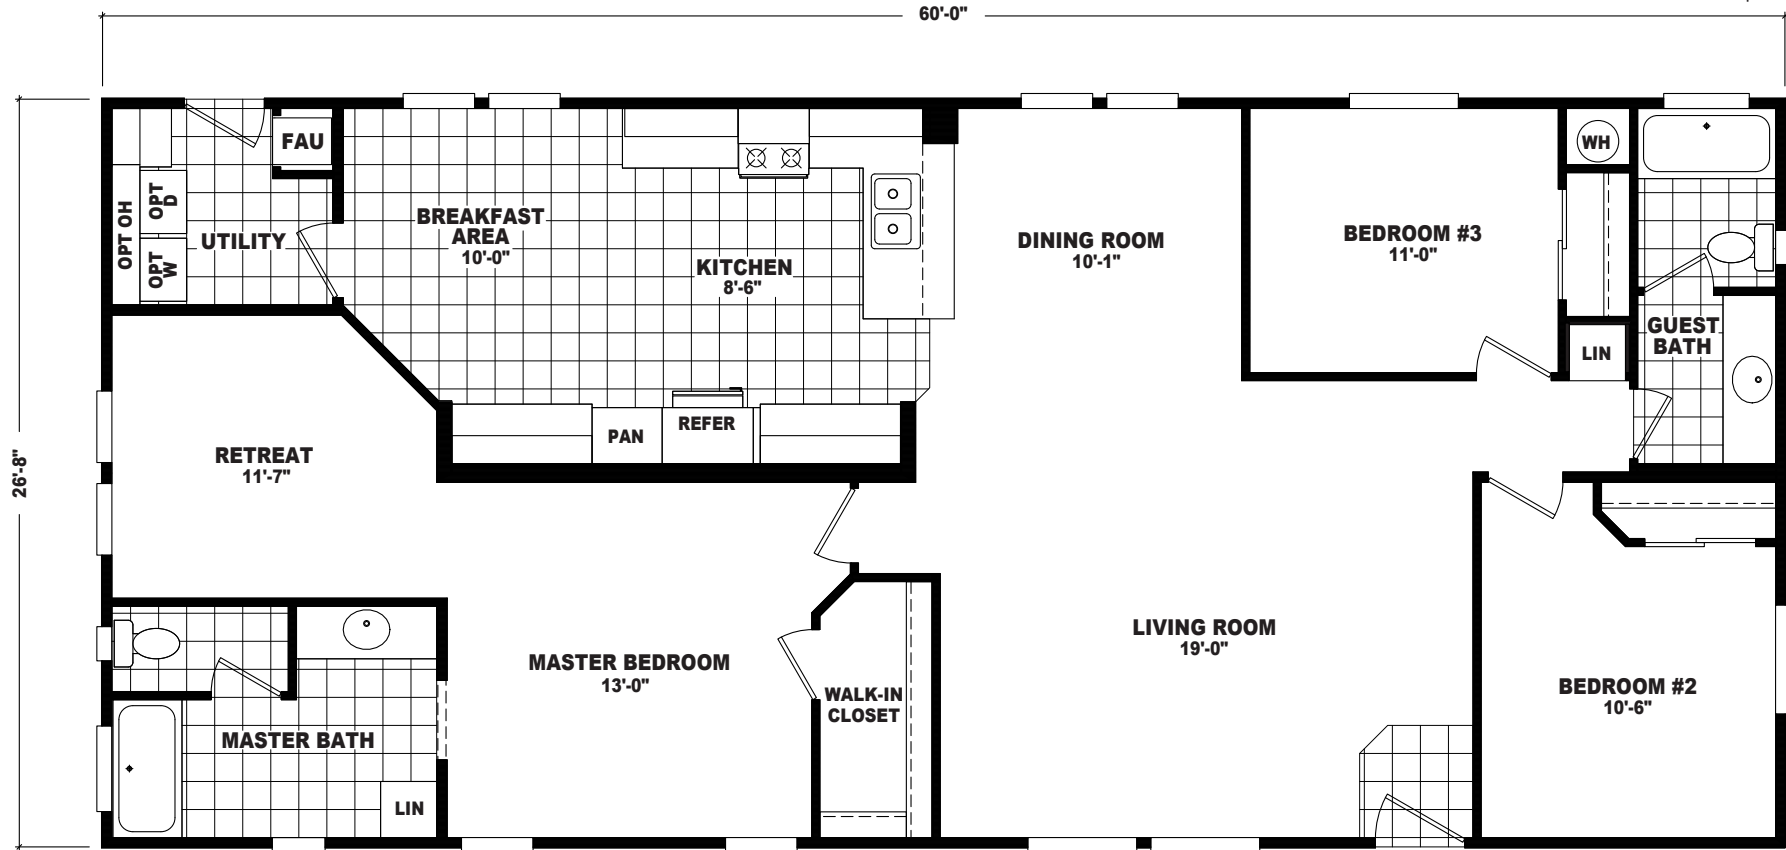 60'-0"
26'-8"
FAU
WH
OPT OH
OPT
D
OPT
W
UTILITY
BREAKFAST
AREA
10'-0"
KITCHEN
8'-6"
DINING ROOM
10'-1"
BEDROOM #3
11'-0"
GUEST
BATH
LIN
PAN
REFER
RETREAT
11'-7"
MASTER BEDROOM
13'-0"
WALK-IN
CLOSET
LIVING ROOM
19'-0"
BEDROOM #2
10'-6"
MASTER BATH
LIN